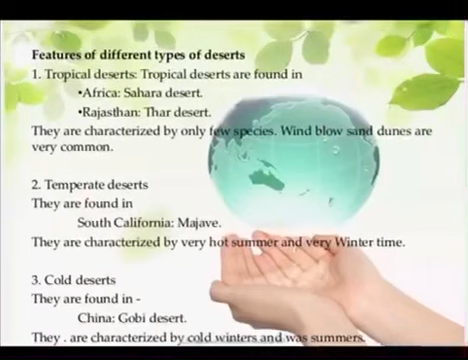 Features of different types of deserts
1. Tropical deserts: Tropical deserts are found in
•Africa: Sahara desert.
•Rajasthan: Thar desert.
They are characterized by only few species. Wind blow sand dunes are
very common.
2. Temperate deserts
They are found in
South California: Majave.
They are characterized by very hot summer and very Winter time.
3. Cold deserts
They are found in -
China: Gobi desert.
They . are characterized by cold winters and was summers.